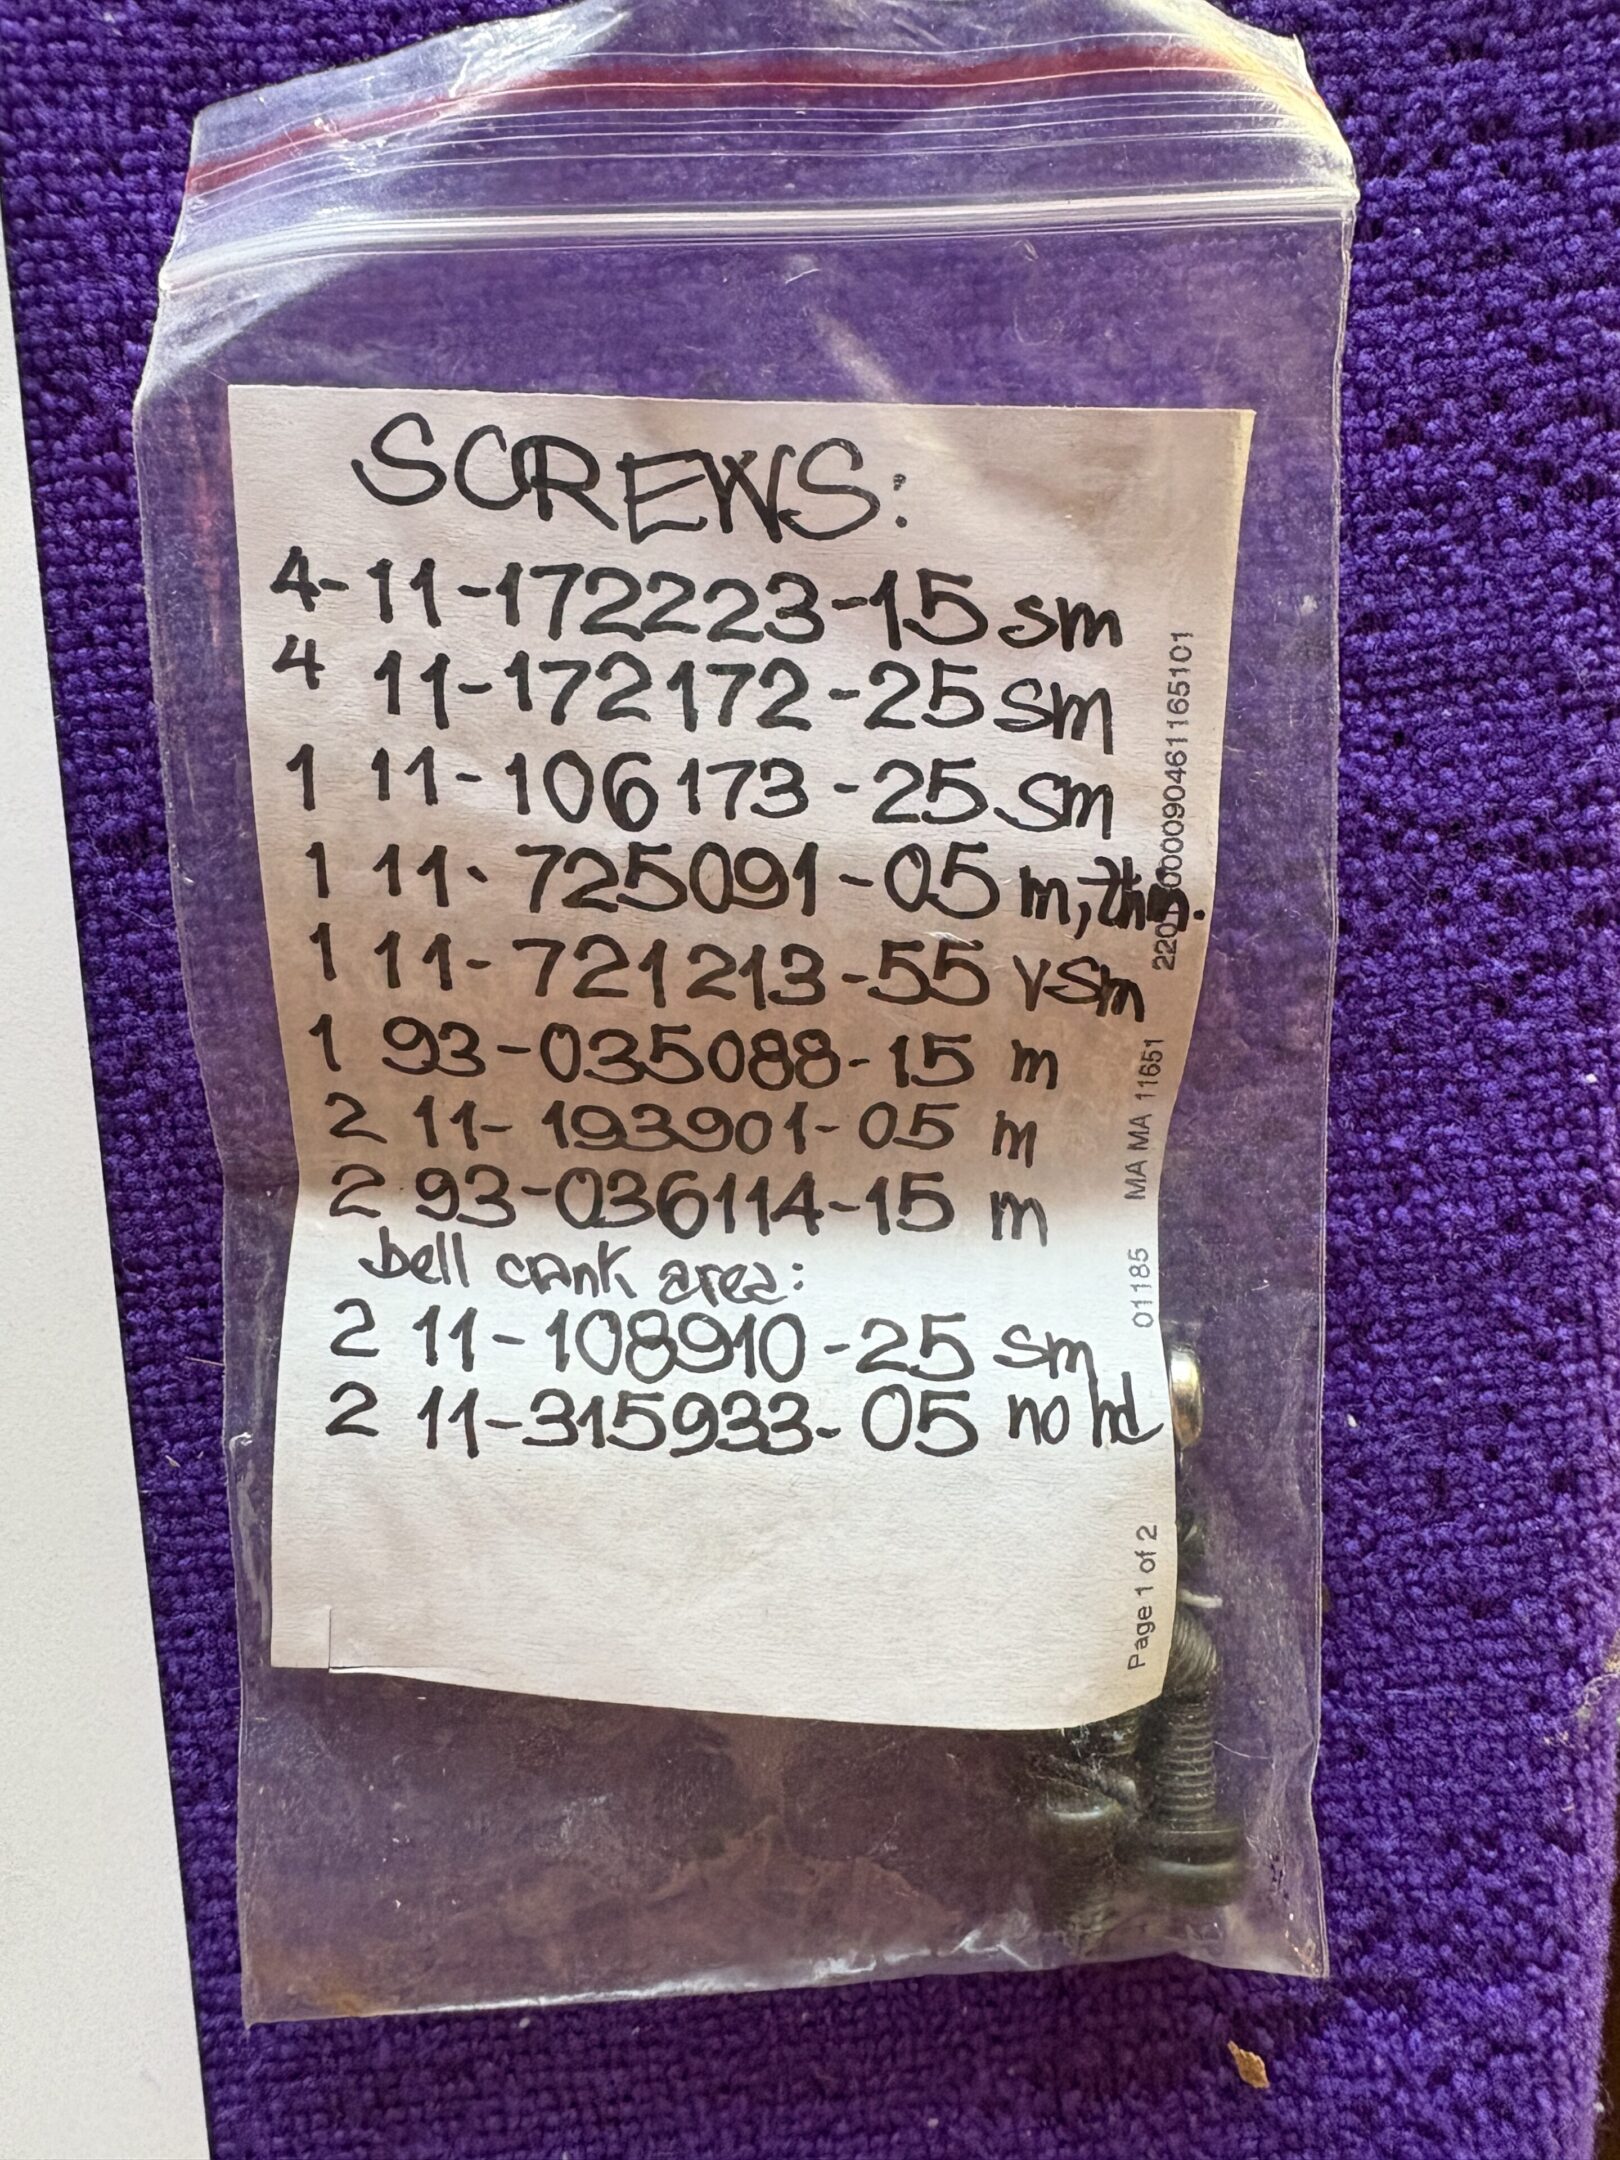 SCREWS:
4-11-172223-15 sm
4 11-172172-25 sm
1 11-106173-25 sm
1 11-725091-05 m,
1 11-721213-55 vsm
1 93-035088-15 m
2 11-193901-05 m
2 93-036114-15 m
bell crank area:
2 11-108910-25 sm
2 11-315933-05 no hd
Page 1 of 2 01185 MA MA 11651